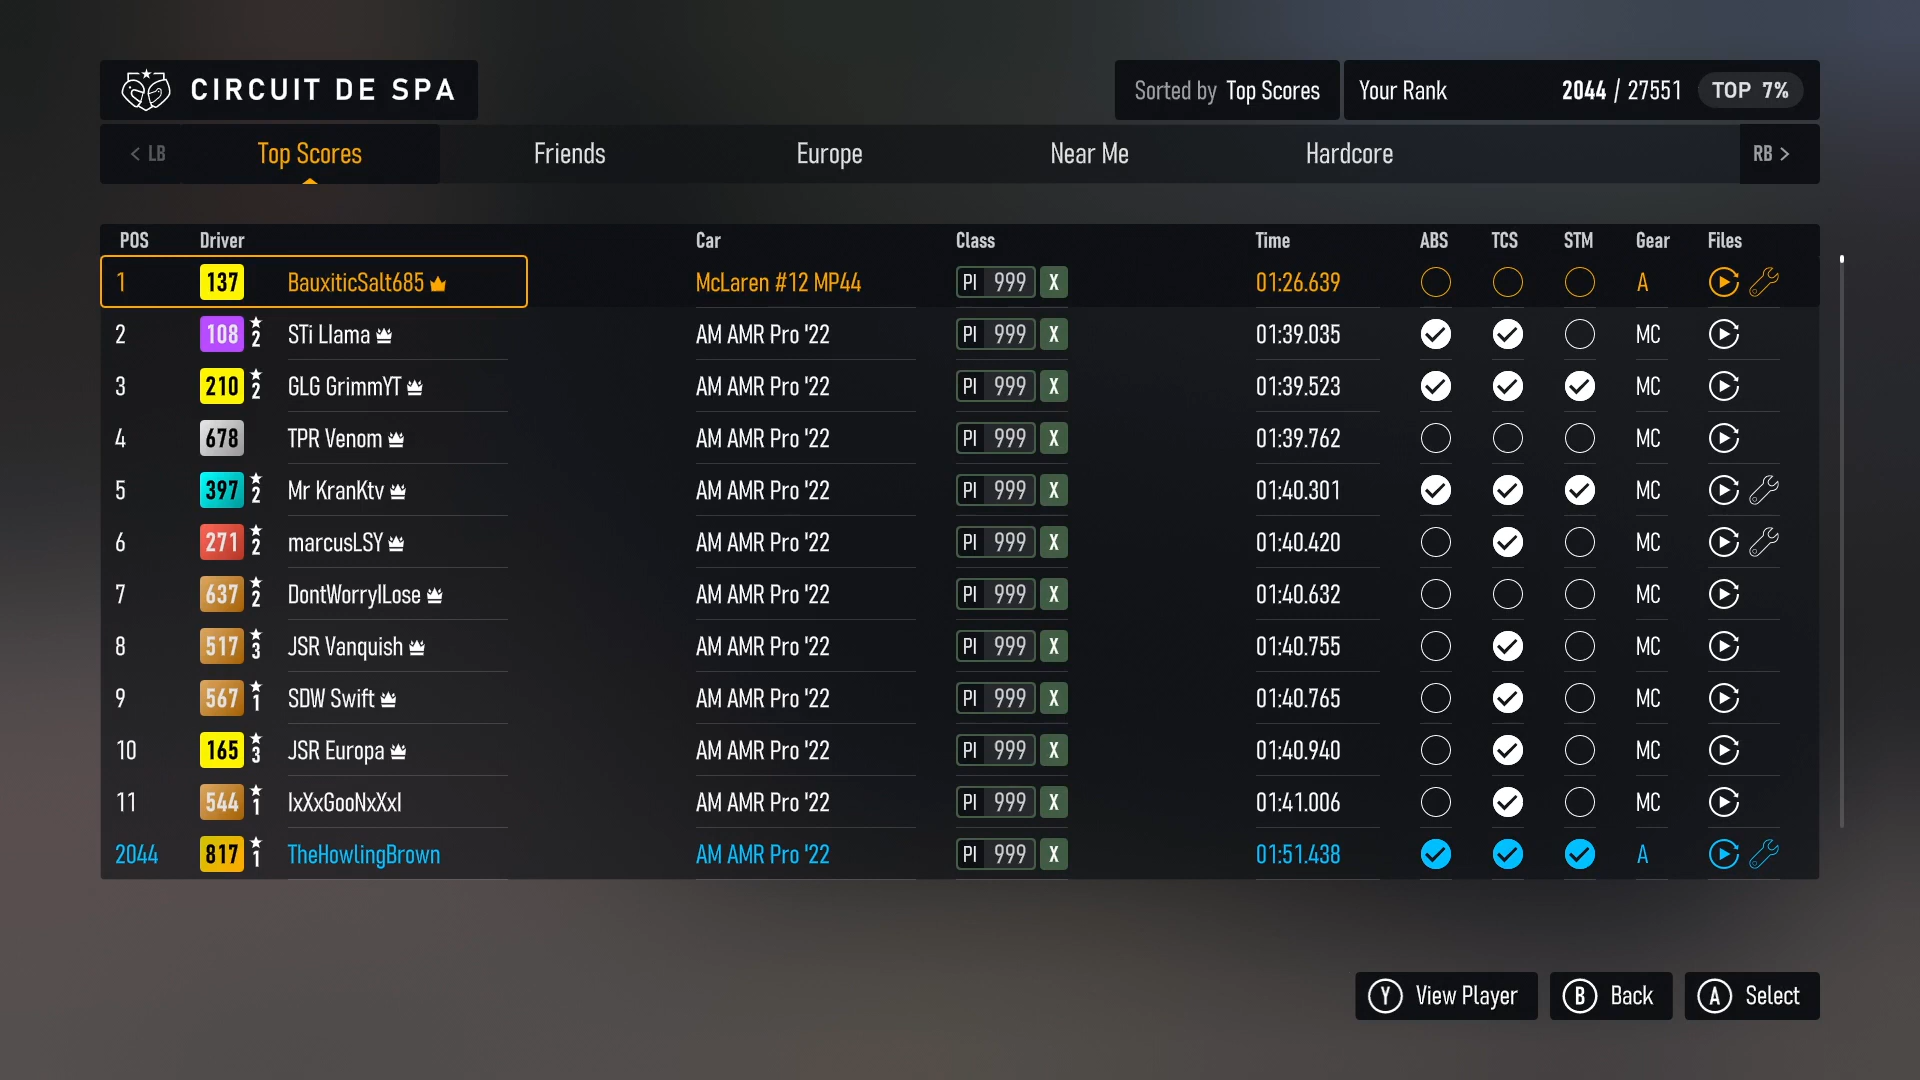 CIRCUIT DE SPA
Sorted by Top Scores
Your Rank 2044 / 27551 TOP 7%
< LB Top Scores Friends Europe Near Me Hardcore RB >
POS Driver Car Class Time ABS TCS STM Gear Files
1 137 BauxiticSalt685 McLaren #12 MP44 PI 999 X 01:26.639 A
2 108 2 STi Llama AM AMR Pro '22 PI 999 X 01:39.035 MC
3 210 2 GLG GrimmYT AM AMR Pro '22 PI 999 X 01:39.523 MC
4 678 TPR Venom AM AMR Pro '22 PI 999 X 01:39.762 MC
5 397 2 Mr KranKtv AM AMR Pro '22 PI 999 X 01:40.301 MC
6 271 2 marcusLSY AM AMR Pro '22 PI 999 X 01:40.420 MC
7 637 2 DontWorryILose AM AMR Pro '22 PI 999 X 01:40.632 MC
8 517 3 JSR Vanquish AM AMR Pro '22 PI 999 X 01:40.755 MC
9 567 1 SDW Swift AM AMR Pro '22 PI 999 X 01:40.765 MC
10 165 3 JSR Europa AM AMR Pro '22 PI 999 X 01:40.940 MC
11 544 1 IxXxGooNxXxI AM AMR Pro '22 PI 999 X 01:41.006 MC
2044 817 1 TheHowlingBrown AM AMR Pro '22 PI 999 X 01:51.438 A
Y View Player B Back A Select